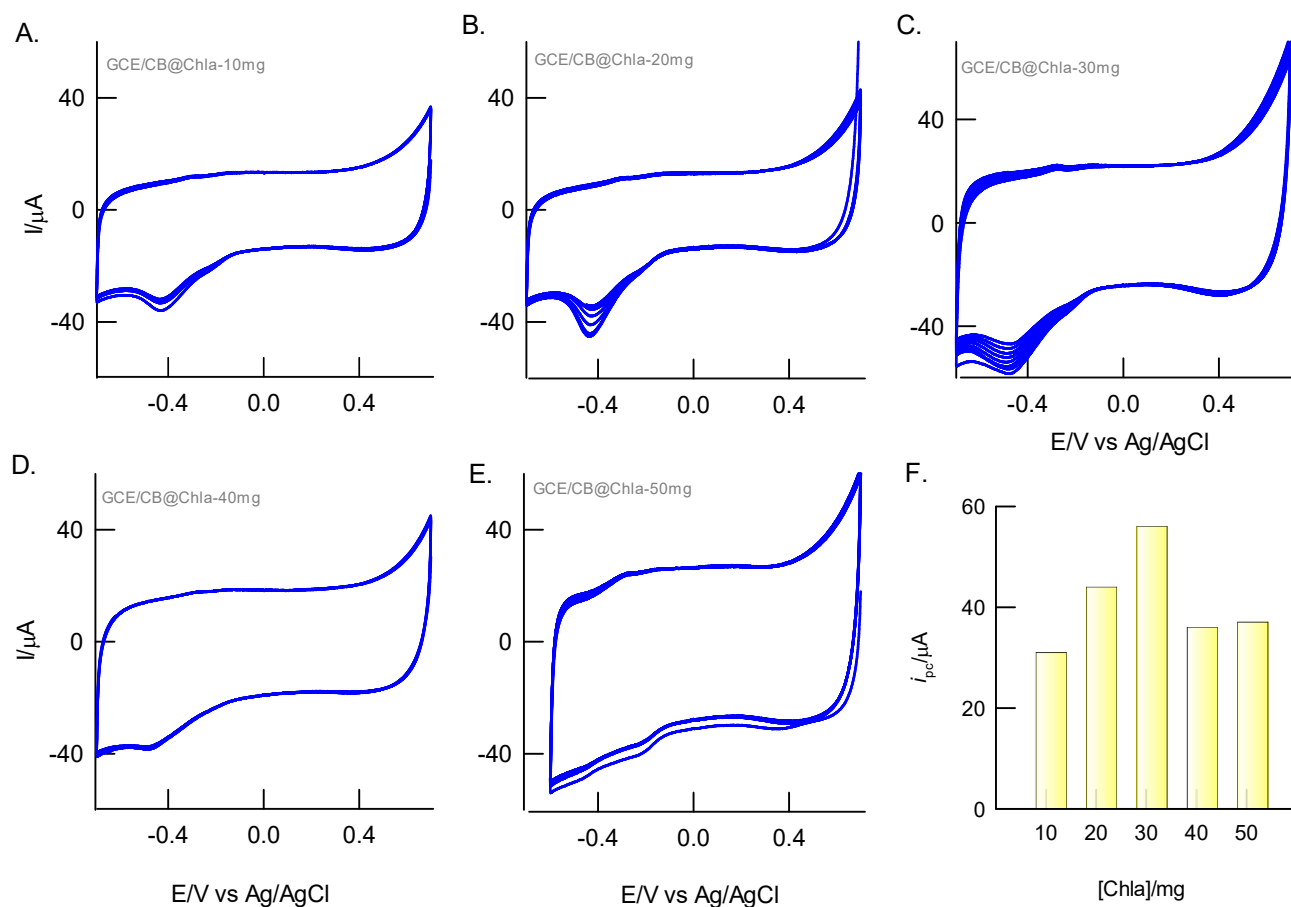 A.
GCE/CB@Chla-10mg
I/μA
40
0
-40
-0.4 0.0 0.4
B.
GCE/CB@Chla-20mg
40
0
-40
-0.4 0.0 0.4
C.
GCE/CB@Chla-30mg
40
0
-40
-0.4 0.0 0.4
E/V vs Ag/AgCl
D.
GCE/CB@Chla-40mg
I/μA
40
0
-40
-0.4 0.0 0.4
E/V vs Ag/AgCl
E.
GCE/CB@Chla-50mg
40
0
-40
-0.4 0.0 0.4
E/V vs Ag/AgCl
F.
ipc/μA
60
40
20
0
10 20 30 40 50
[Chla]/mg